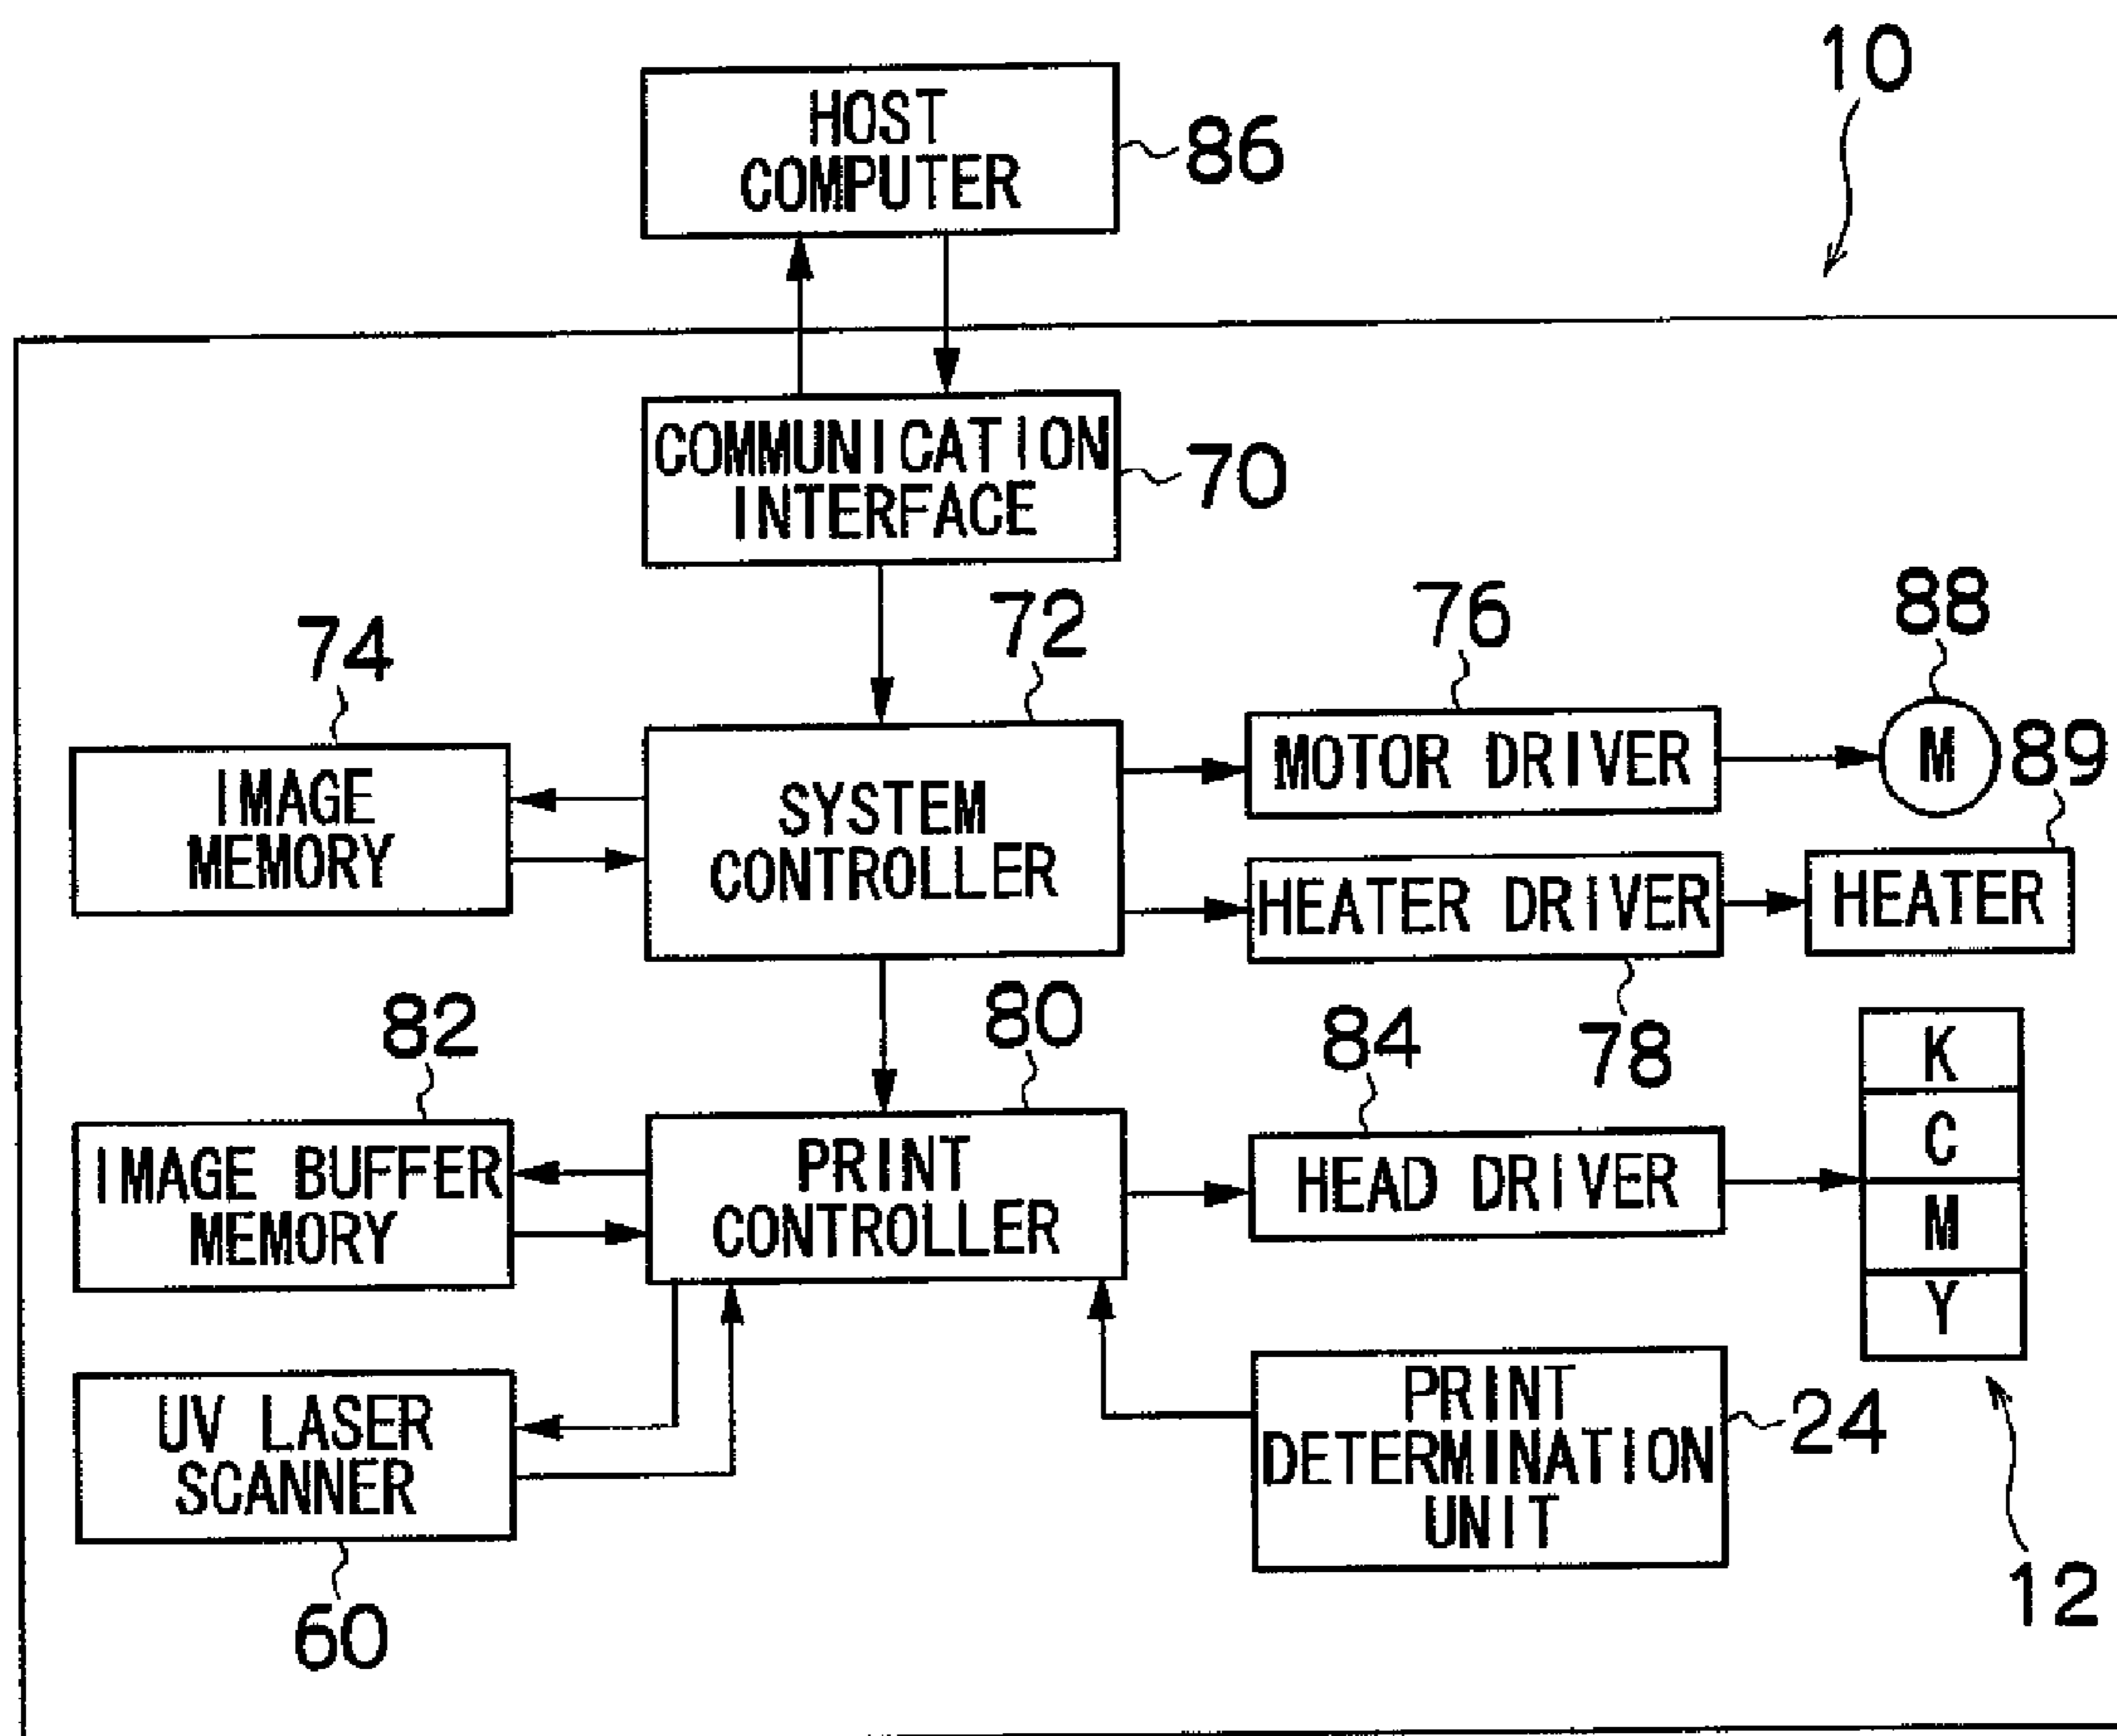 10
HOST
COMPUTER
86
COMMUNICATION
INTERFACE
70
74
72
76
88
IMAGE
MEMORY
SYSTEM
CONTROLLER
MOTOR DRIVER
M
89
HEATER DRIVER
HEATER
82
80
84
78
IMAGE BUFFER
MEMORY
PRINT
CONTROLLER
HEAD DRIVER
K
C
M
Y
UV LASER
SCANNER
PRINT
DETERMINATION
UNIT
24
60
12